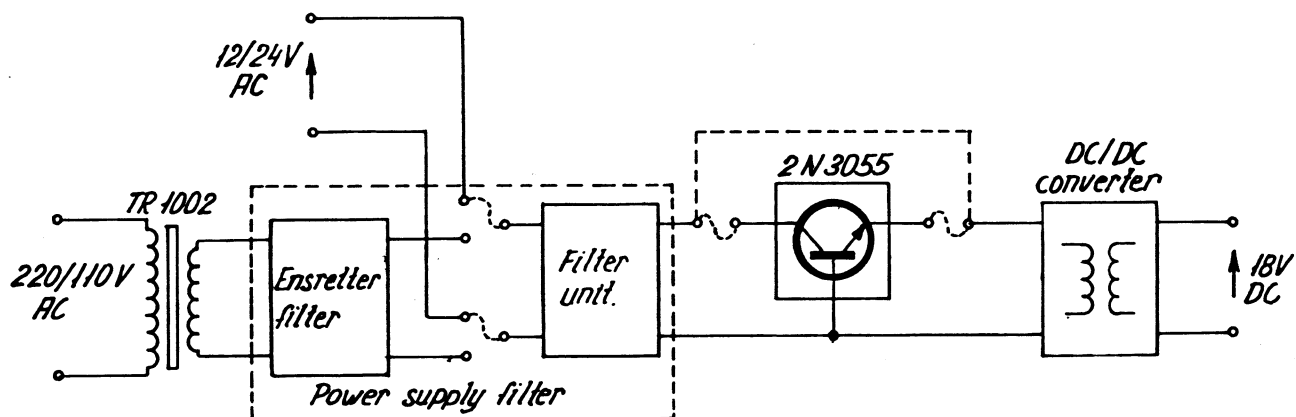 12/24V
AC
TR 1002
220/110V
AC
Ensretter
filter
Filter
unit.
2N3055
DC/DC
converter
18V
DC
Power supply filter